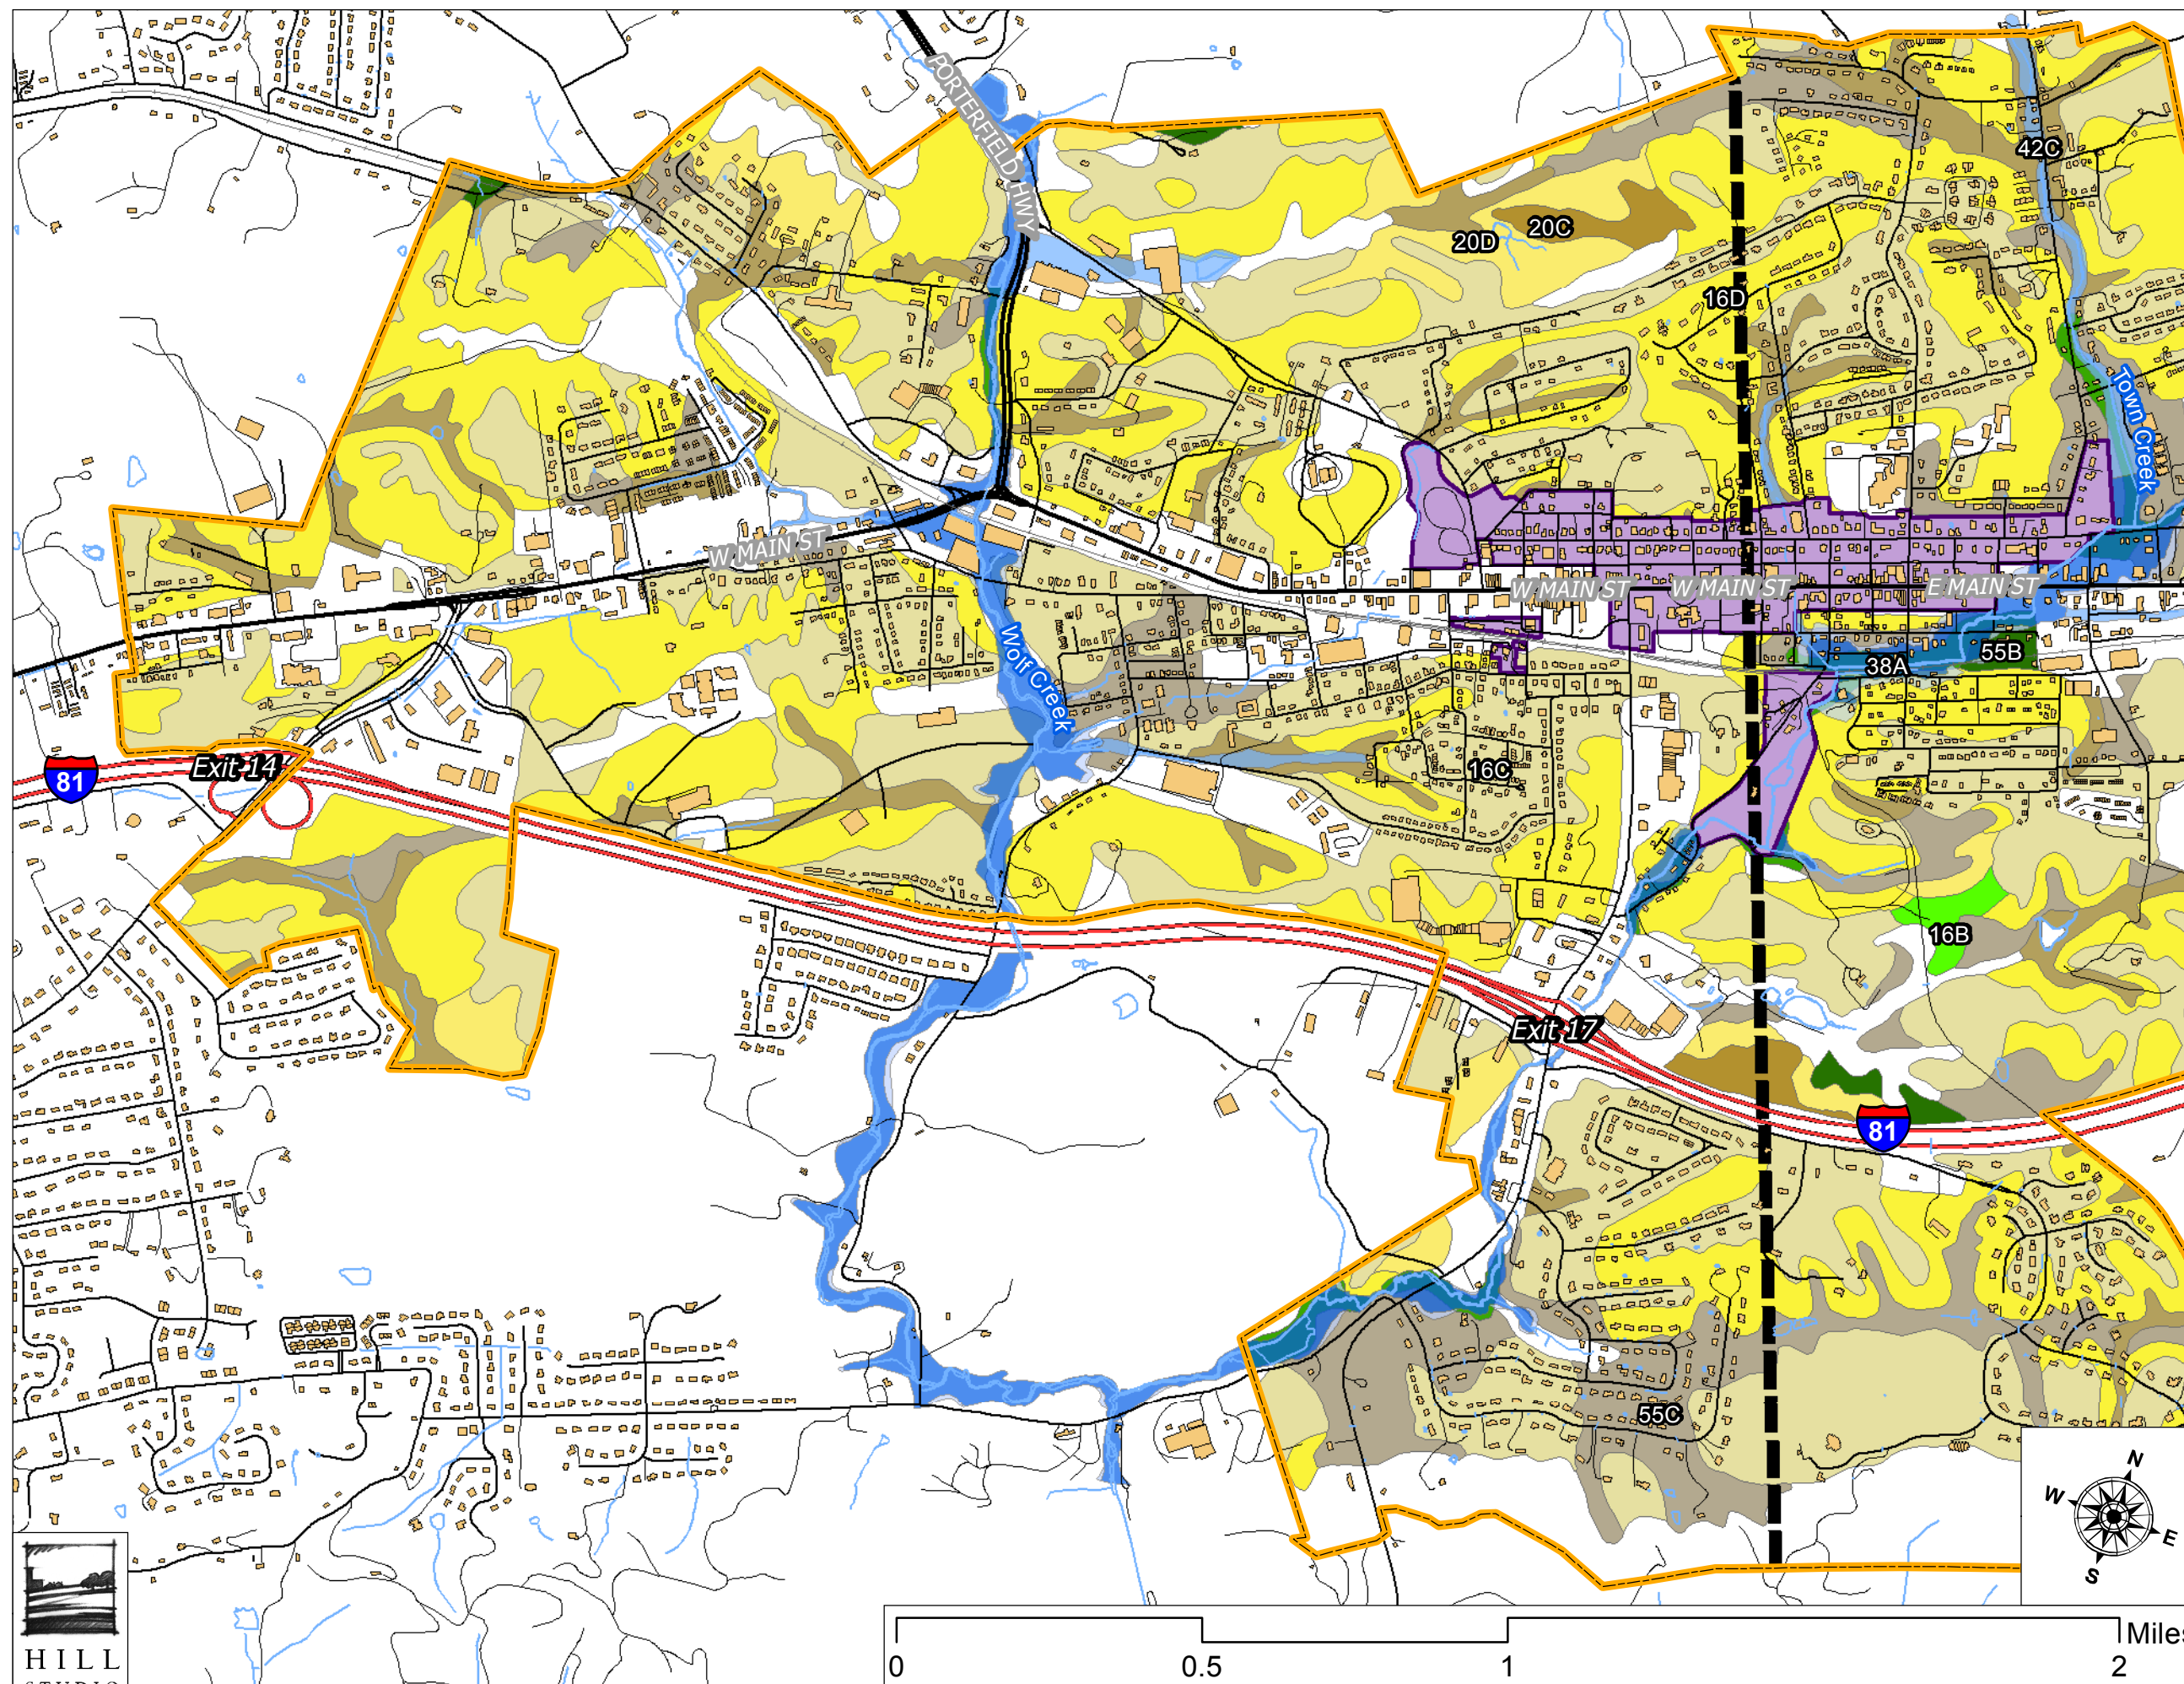 PORTERFIELD HWY
42C
20C
20D
16D
Town Creek
W MAIN ST
W MAIN ST
W MAIN ST
E MAIN ST
55B
38A
Wolf Creek
Exit 14
81
16C
16B
Exit 17
81
55C
N
W
E
S
HILL
0
0.5
1
2
Miles